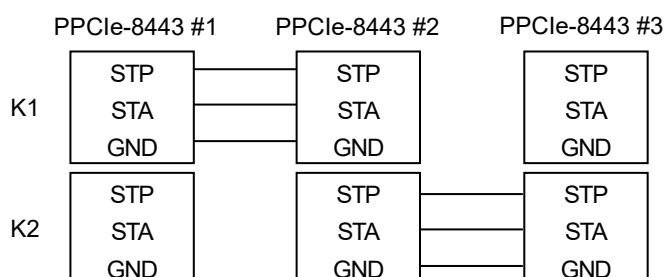 PPCIe-8443 #1 PPCIe-8443 #2 PPCIe-8443 #3
K1
STP STP STP
STA STA STA
GND GND GND
K2
STP STP STP
STA STA STA
GND GND GND